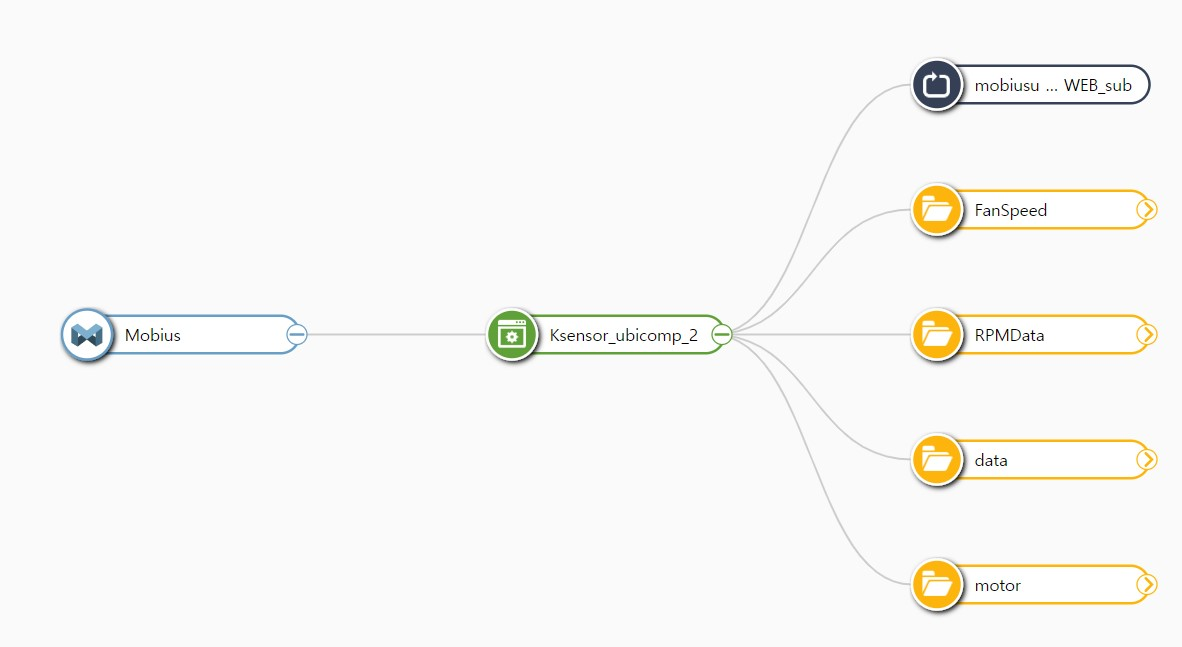 Mobius
Ksensor_ubicomp_2
mobiusu ... WEB_sub
FanSpeed
RPMData
data
motor